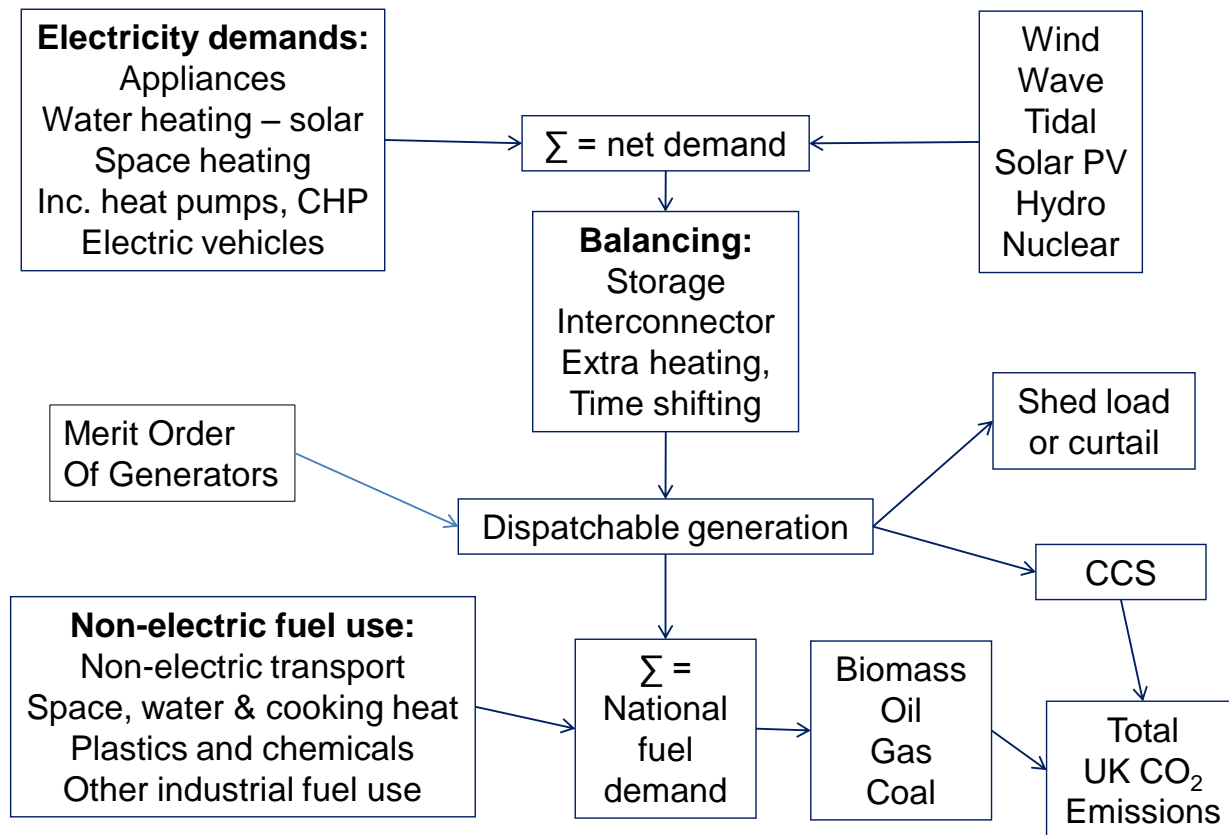 Electricity demands:
Appliances
Water heating – solar
Space heating
Inc. heat pumps, CHP
Electric vehicles
∑ = net demand
Wind
Wave
Tidal
Solar PV
Hydro
Nuclear
Balancing:
Storage
Interconnector
Extra heating,
Time shifting
Merit Order
Of Generators
Shed load
or curtail
Dispatchable generation
CCS
Non-electric fuel use:
Non-electric transport
Space, water & cooking heat
Plastics and chemicals
Other industrial fuel use
∑ =
National
fuel
demand
Biomass
Oil
Gas
Coal
Total
UK CO₂
Emissions